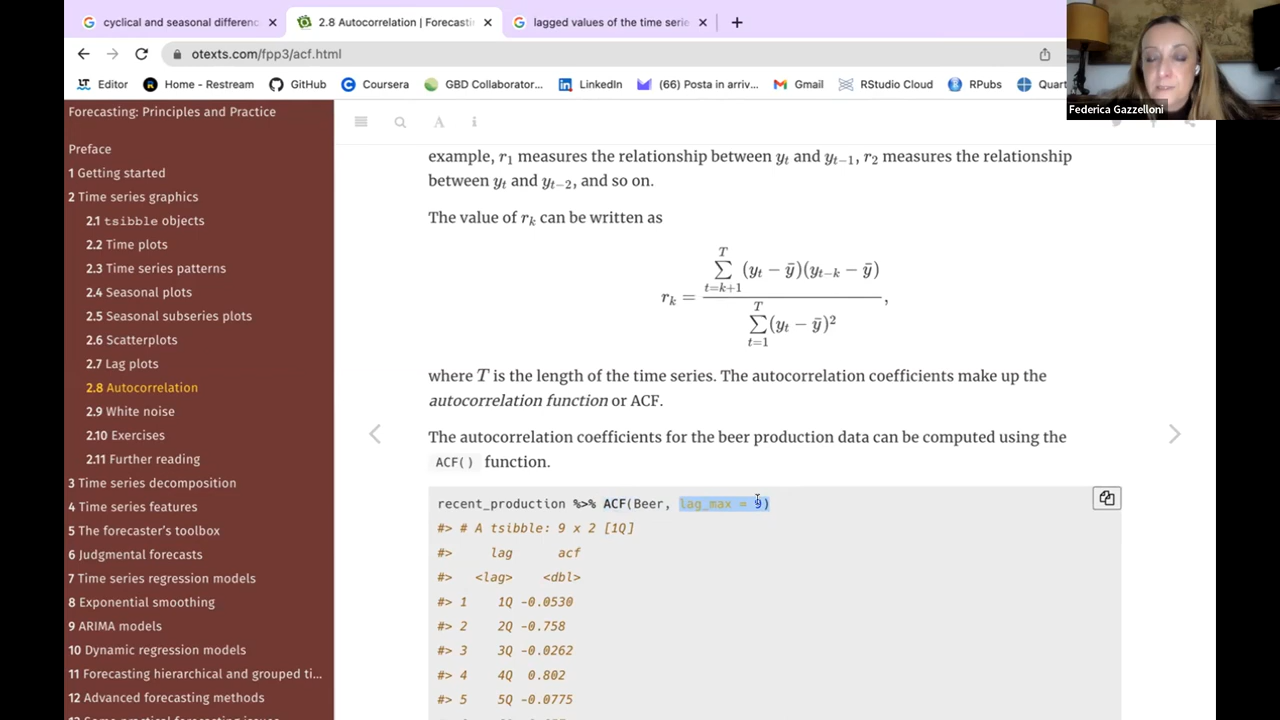 cyclical and seasonal differenc
2.8 Autocorrelation | Forecasti
lagged values of the time serie
otexts.com/fpp3/acf.html
Editor
Home - Restream
GitHub
Coursera
GBD Collaborator...
LinkedIn
(66) Posta in arriv...
Gmail
RStudio Cloud
RPubs
Quart
Federica Gazzelloni
Forecasting: Principles and Practice
Preface
1 Getting started
2 Time series graphics
2.1 tsibble objects
2.2 Time plots
2.3 Time series patterns
2.4 Seasonal plots
2.5 Seasonal subseries plots
2.6 Scatterplots
2.7 Lag plots
2.8 Autocorrelation
2.9 White noise
2.10 Exercises
2.11 Further reading
3 Time series decomposition
4 Time series features
5 The forecaster's toolbox
6 Judgmental forecasts
7 Time series regression models
8 Exponential smoothing
9 ARIMA models
10 Dynamic regression models
11 Forecasting hierarchical and grouped ti...
12 Advanced forecasting methods
example, r₁ measures the relationship between yₜ and yₜ₋₁, r₂ measures the relationship
between yₜ and yₜ₋₂, and so on.
The value of rₖ can be written as
rₖ = \frac{\sum_{t=k+1}^{T} (y_t − ȳ)(y_{t−k} − ȳ)}{\sum_{t=1}^{T} (y_t − ȳ)^2},
where T is the length of the time series. The autocorrelation coefficients make up the
autocorrelation function or ACF.
The autocorrelation coefficients for the beer production data can be computed using the
ACF() function.
recent_production %>% ACF(Beer, lag_max = 9)
#> # A tsibble: 9 x 2 [1Q]
#> lag acf
#> <lag> <dbl>
#> 1 1Q -0.0530
#> 2 2Q -0.758
#> 3 3Q -0.0262
#> 4 4Q 0.802
#> 5 5Q -0.0775